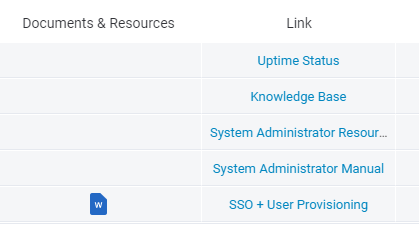 Documents & Resources Link
Uptime Status
Knowledge Base
System Administrator Resour...
System Administrator Manual
W SSO + User Provisioning